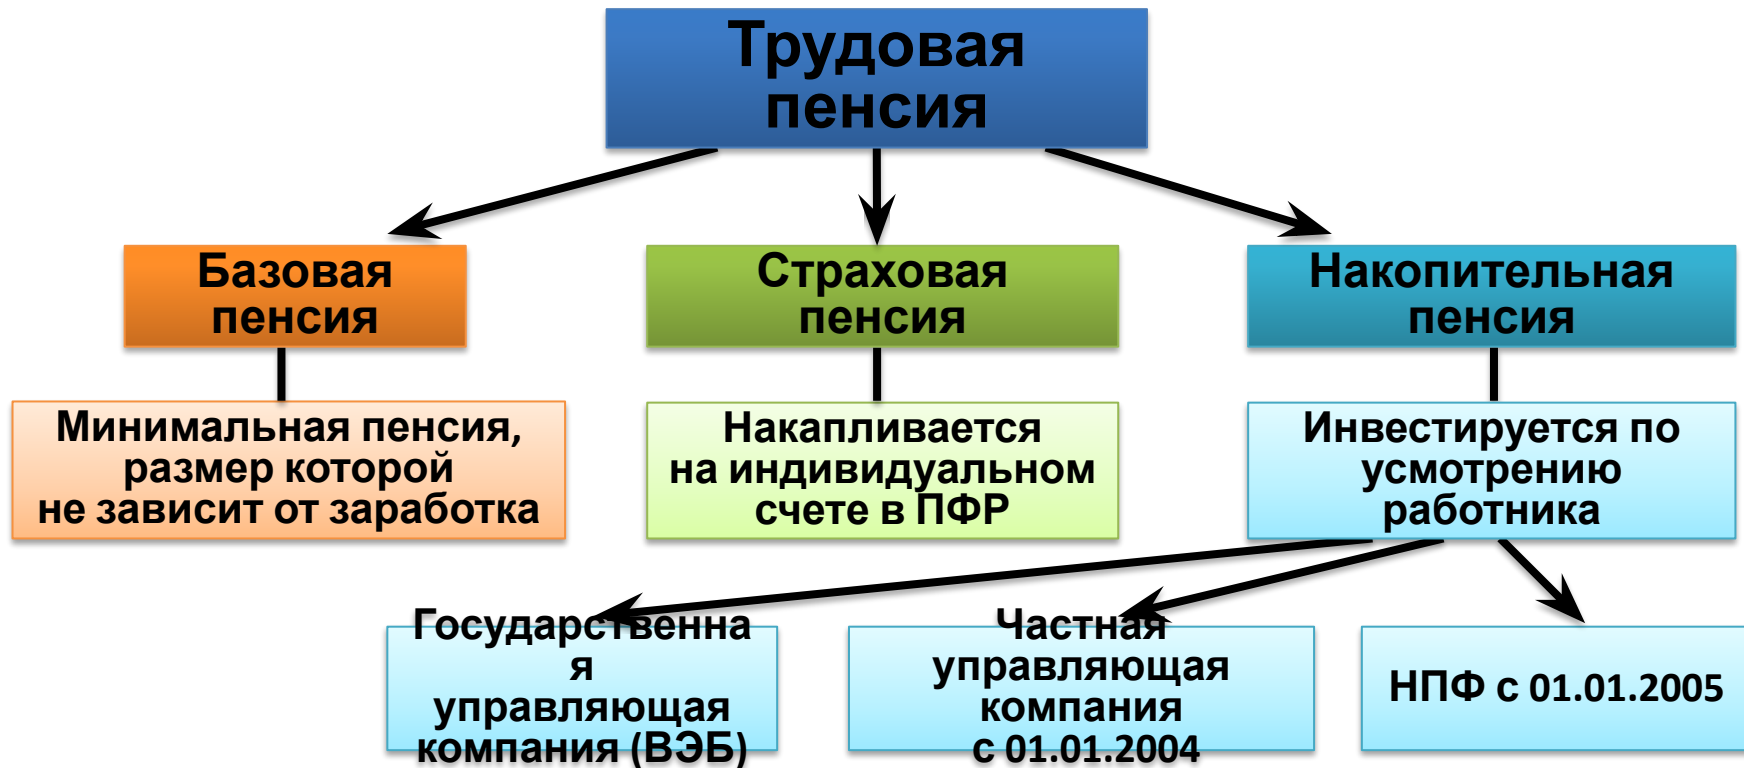 Трудовая
пенсия
Базовая
пенсия
Страховая
пенсия
Накопительная
пенсия
Минимальная пенсия,
размер которой
не зависит от заработка
Накапливается
на индивидуальном
счете в ПФР
Инвестируется по
усмотрению
работника
Государственна
я
управляющая
компания (ВЭБ)
Частная
управляющая
компания
с 01.01.2004
НПФ с 01.01.2005